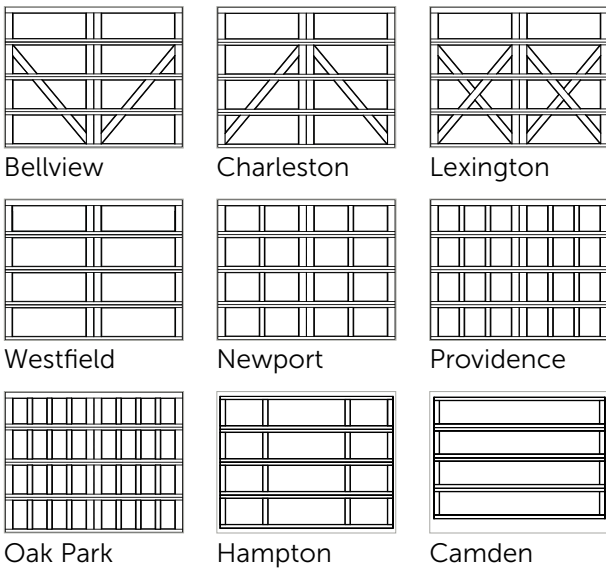 Bellview
Charleston
Lexington
Westfield
Newport
Providence
Oak Park
Hampton
Camden